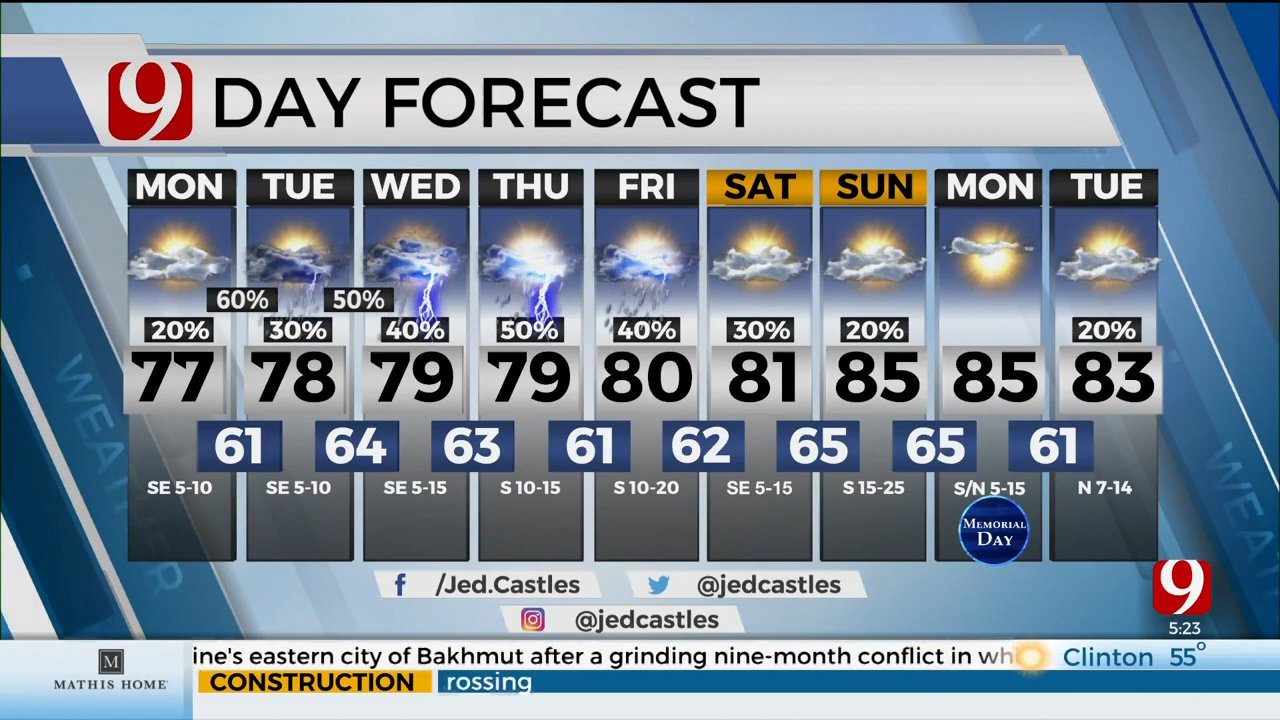 9 DAY FORECAST
MON TUE WED THU FRI SAT SUN MON TUE
60% 50%
20% 30% 40% 50% 40% 30% 20% 20%
77 78 79 79 80 81 85 85 83
61 64 63 61 62 65 65 61
SE 5-10 SE 5-10 SE 5-15 S 10-15 S 10-20 SE 5-15 S 15-25 S/N 5-15 N 7-14
MEMORIAL
DAY
/Jed.Castles @jedcastles
@jedcastles
9
5:23
WEATHER
M
MATHIS HOME
ine's eastern city of Bakhmut after a grinding nine-month conflict in wh
Clinton 55°
CONSTRUCTION rossing